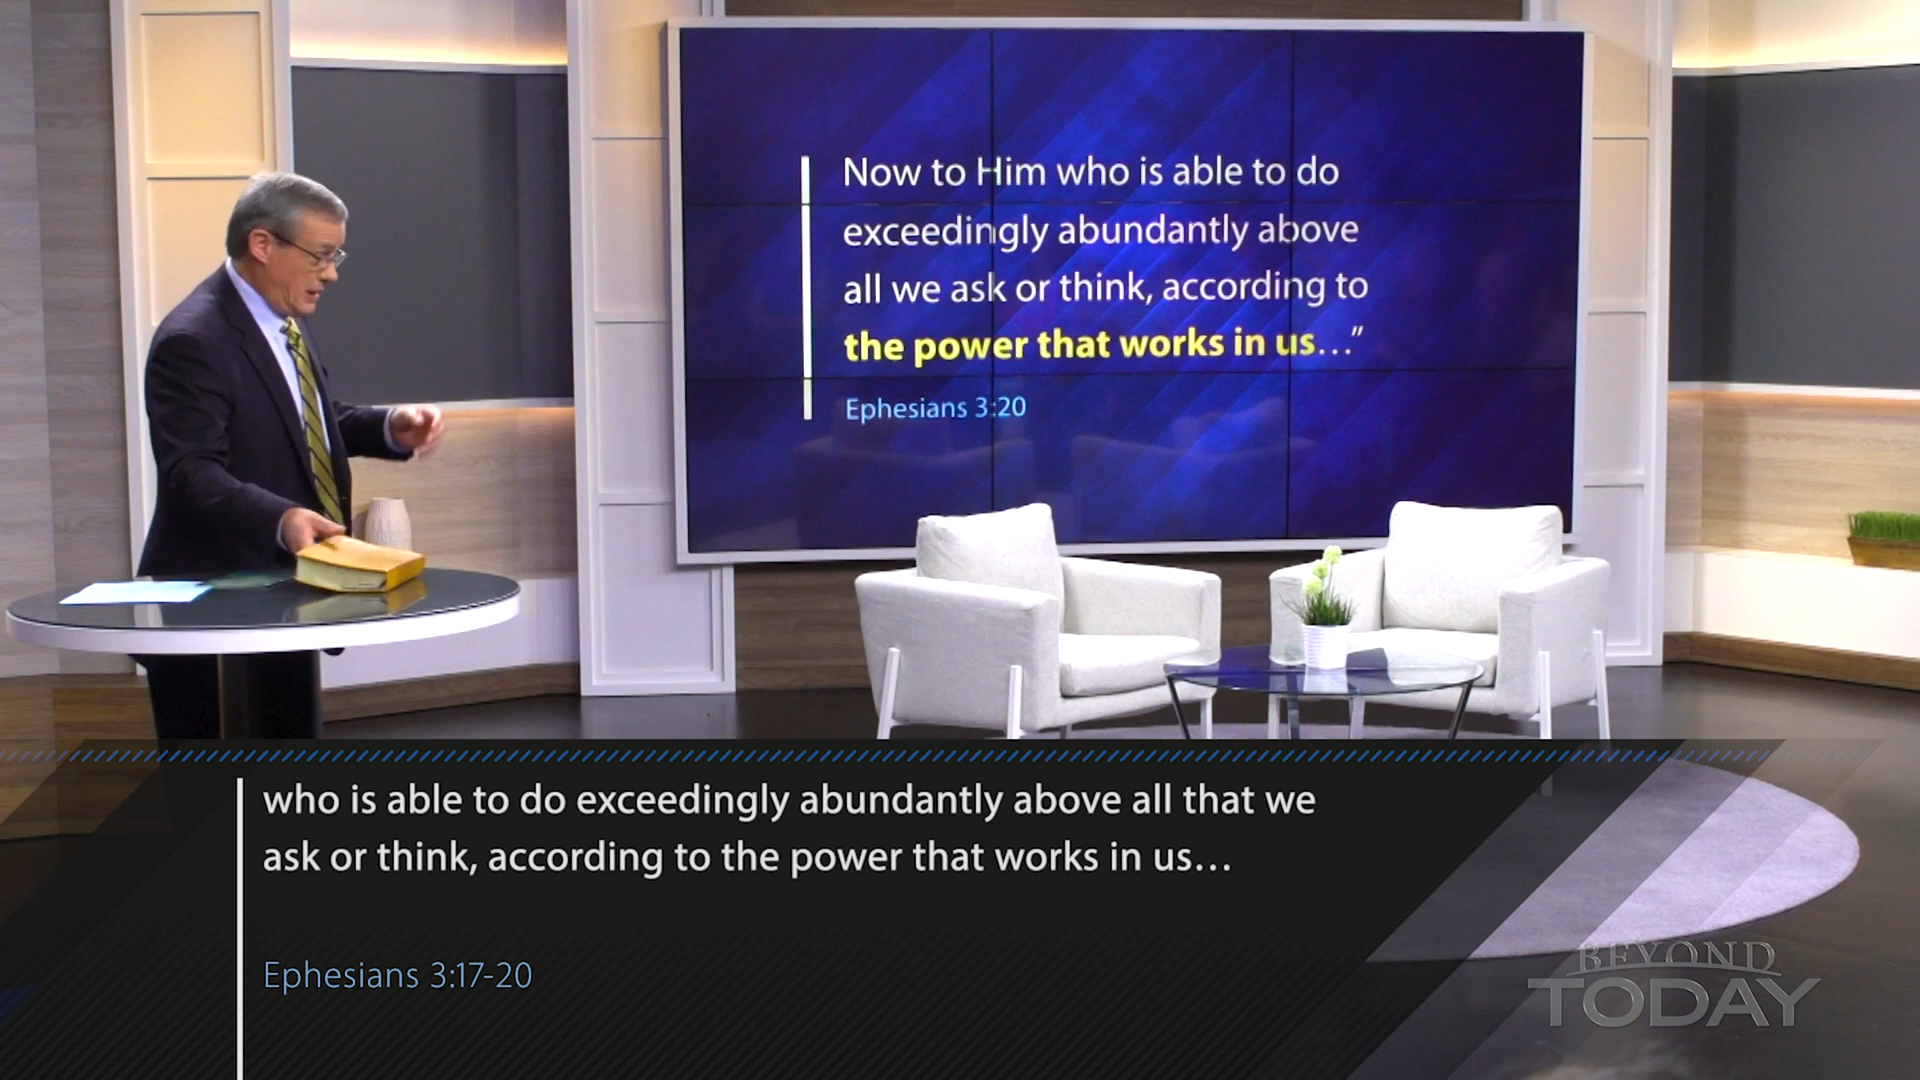 Now to Him who is able to do
exceedingly abundantly above
all we ask or think, according to
the power that works in us…”
Ephesians 3:20
who is able to do exceedingly abundantly above all that we
ask or think, according to the power that works in us…
Ephesians 3:17-20
BEYOND
TODAY